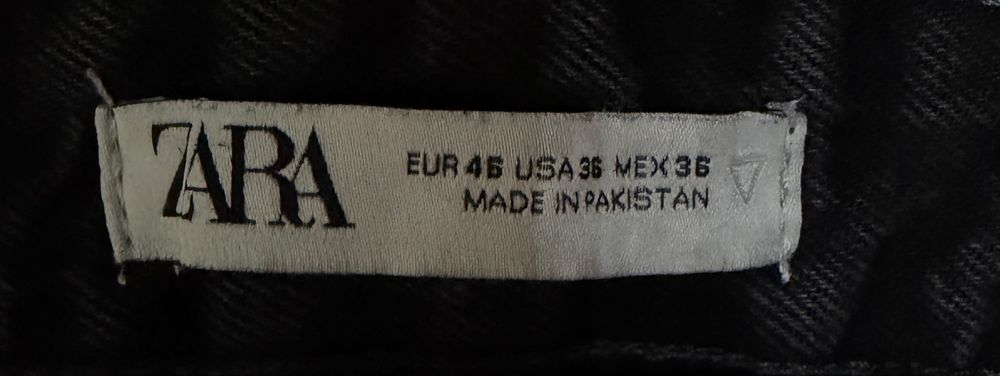 ZARA
EUR 46 USA 36 MEX 36
MADE IN PAKISTAN